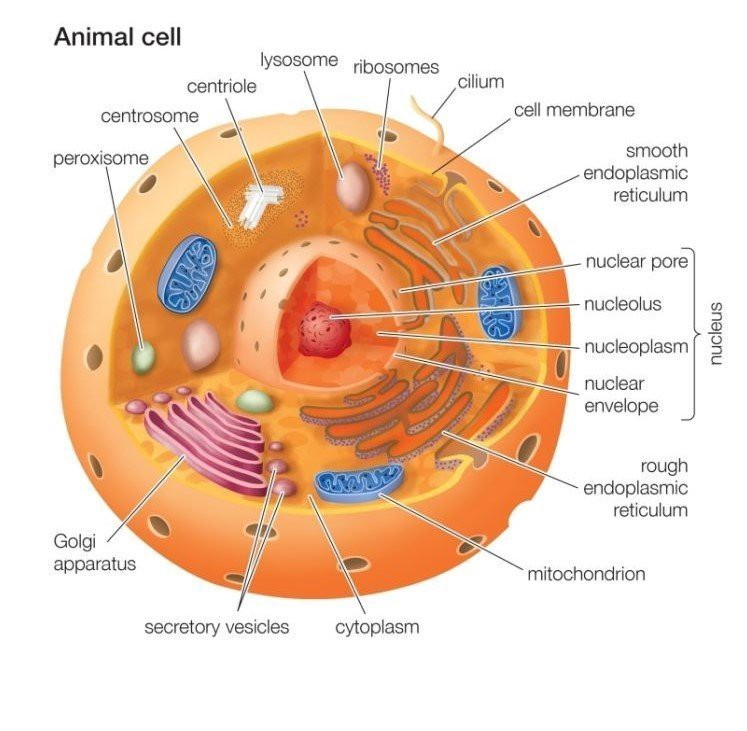 Animal cell
lysosome
ribosomes
cilium
centriole
cell membrane
centrosome
smooth
endoplasmic
reticulum
peroxisome
nuclear pore
nucleolus
nucleoplasm
nuclear
envelope
nucleus
rough
endoplasmic
reticulum
Golgi
apparatus
mitochondrion
secretory vesicles
cytoplasm